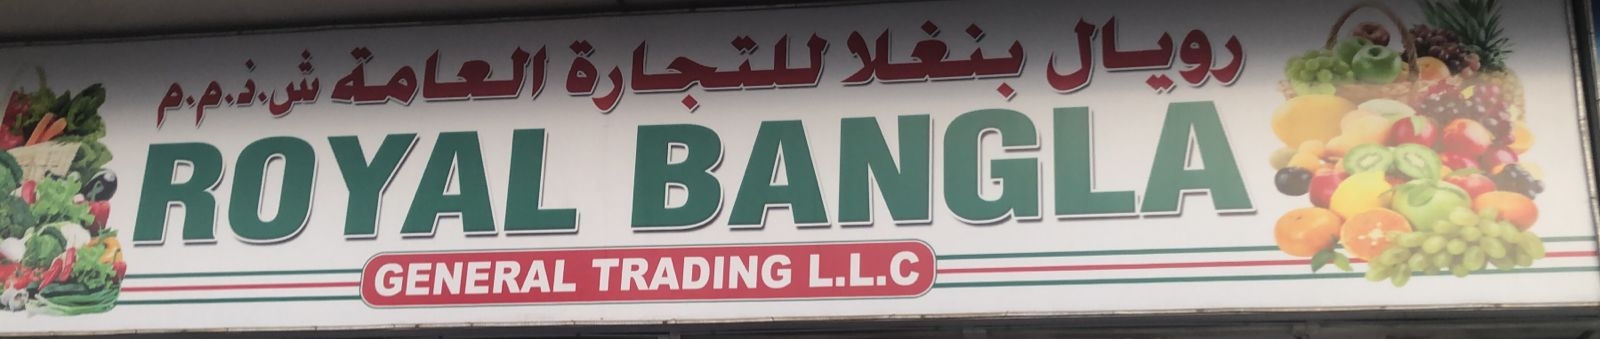 رويال بنغلا للتجارة العامة ش.ذ.م.م
ROYAL BANGLA
GENERAL TRADING L.L.C